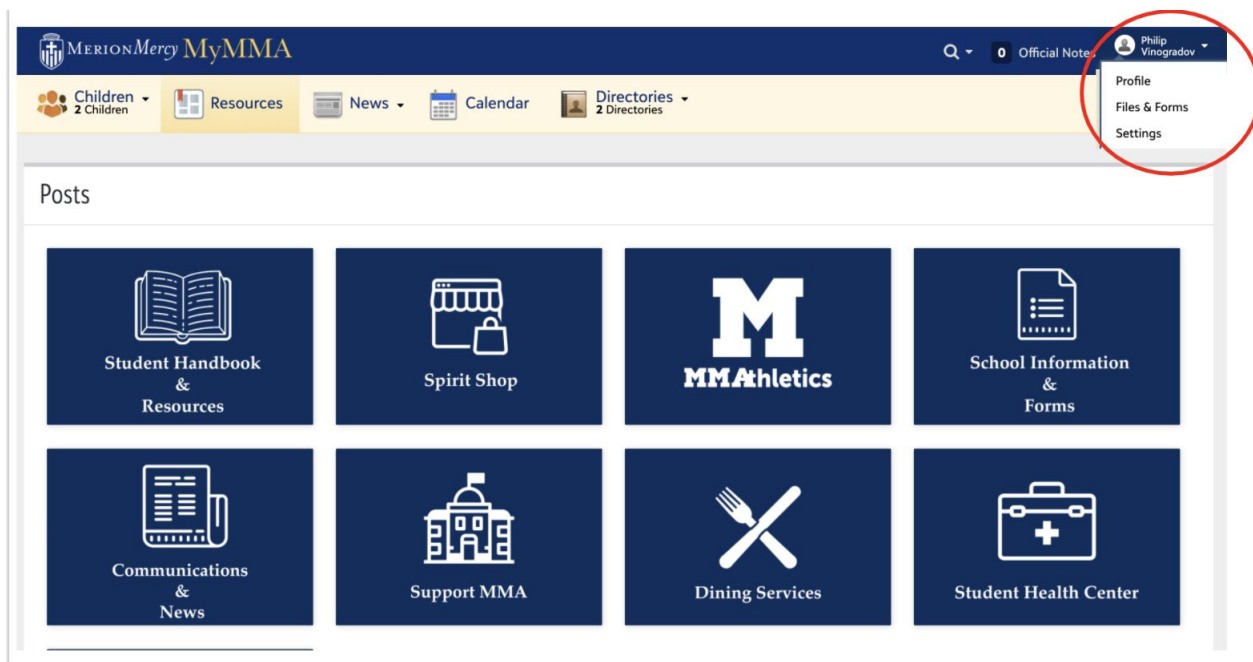 MERION Mercy MyMMA
0 Official Notes
Philip
Vinogradov
Profile
Files & Forms
Settings
Children
2 Children
Resources
News
Calendar
Directories
2 Directories
Posts
Student Handbook
&
Resources
Spirit Shop
M
MMAthletics
School Information
&
Forms
Communications
&
News
Support MMA
Dining Services
Student Health Center